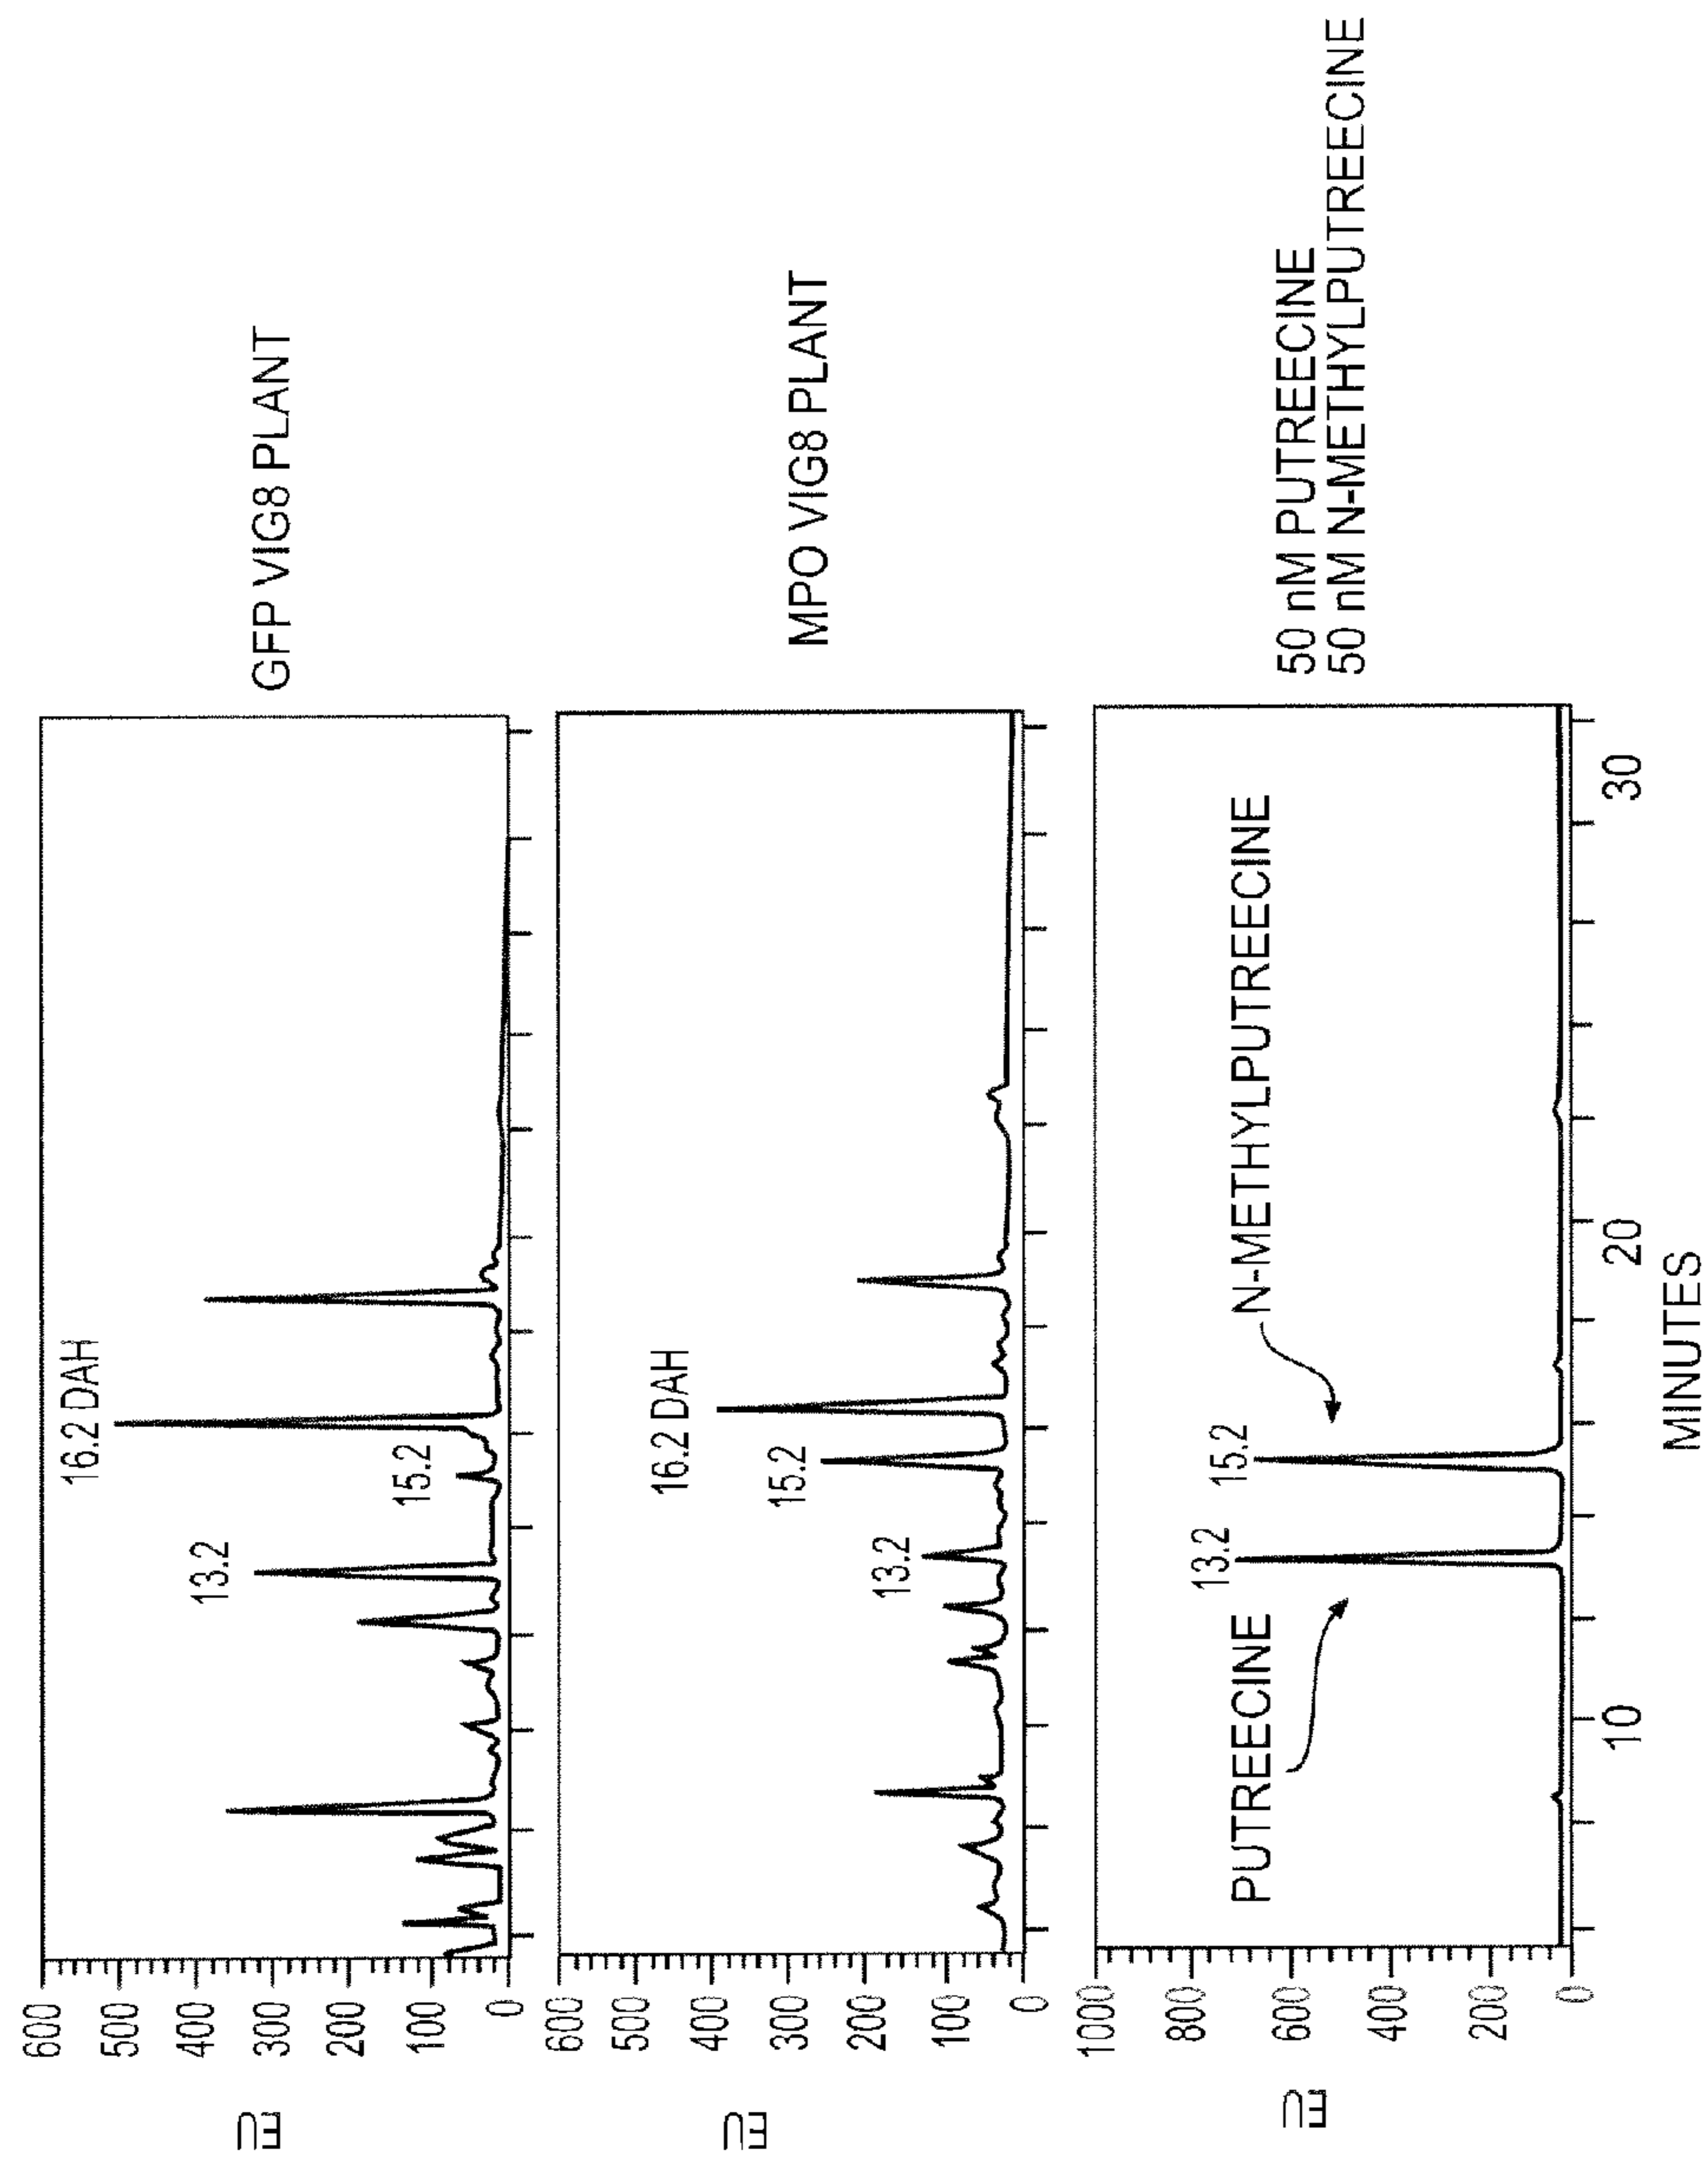 GFP VIG8 PLANT
EU
600
500
400
300
200
100
0
13.2
15.2
16.2 DAH
MPO VIG8 PLANT
EU
600
500
400
300
200
100
0
13.2
15.2
16.2 DAH
50 nM PUTREECINE
50 nM N-METHYLPUTREECINE
EU
1000
800
600
400
200
0
PUTREECINE
13.2
15.2
N-METHYLPUTREECINE
10
20
30
MINUTES